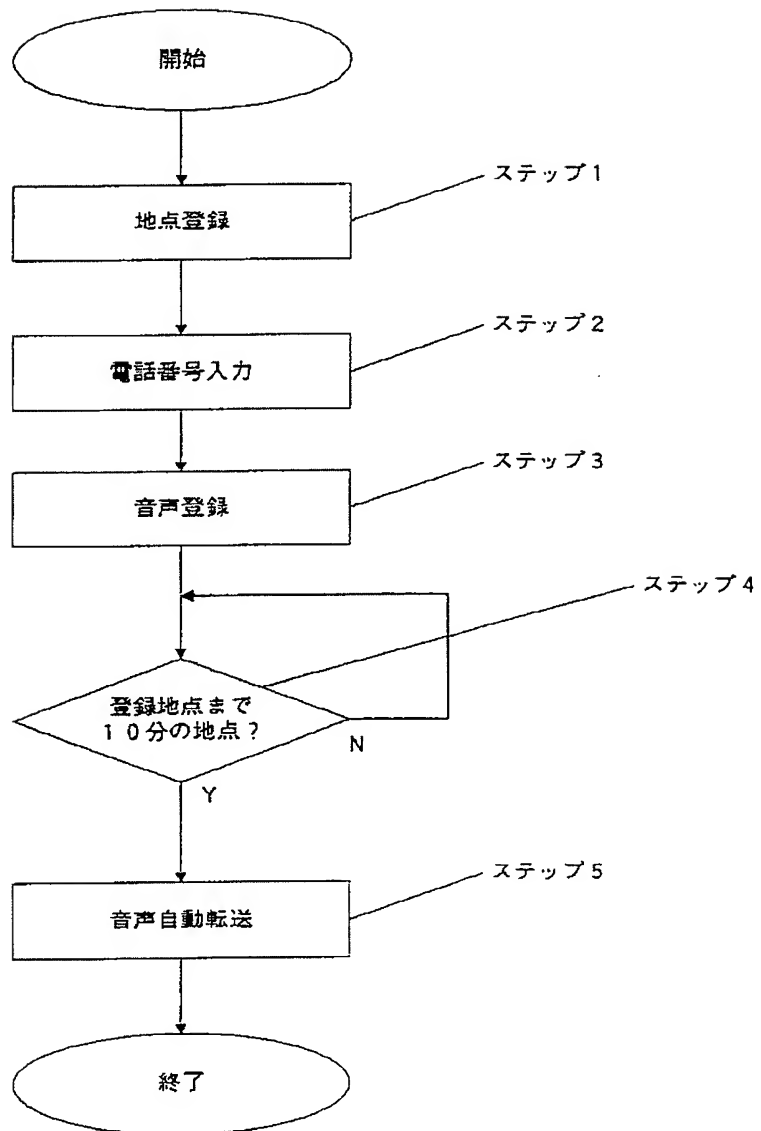 開始
ステップ1
地点登録
ステップ2
電話番号入力
ステップ3
音声登録
ステップ4
登録地点まで
10分の地点?
N
Y
ステップ5
音声自動転送
終了